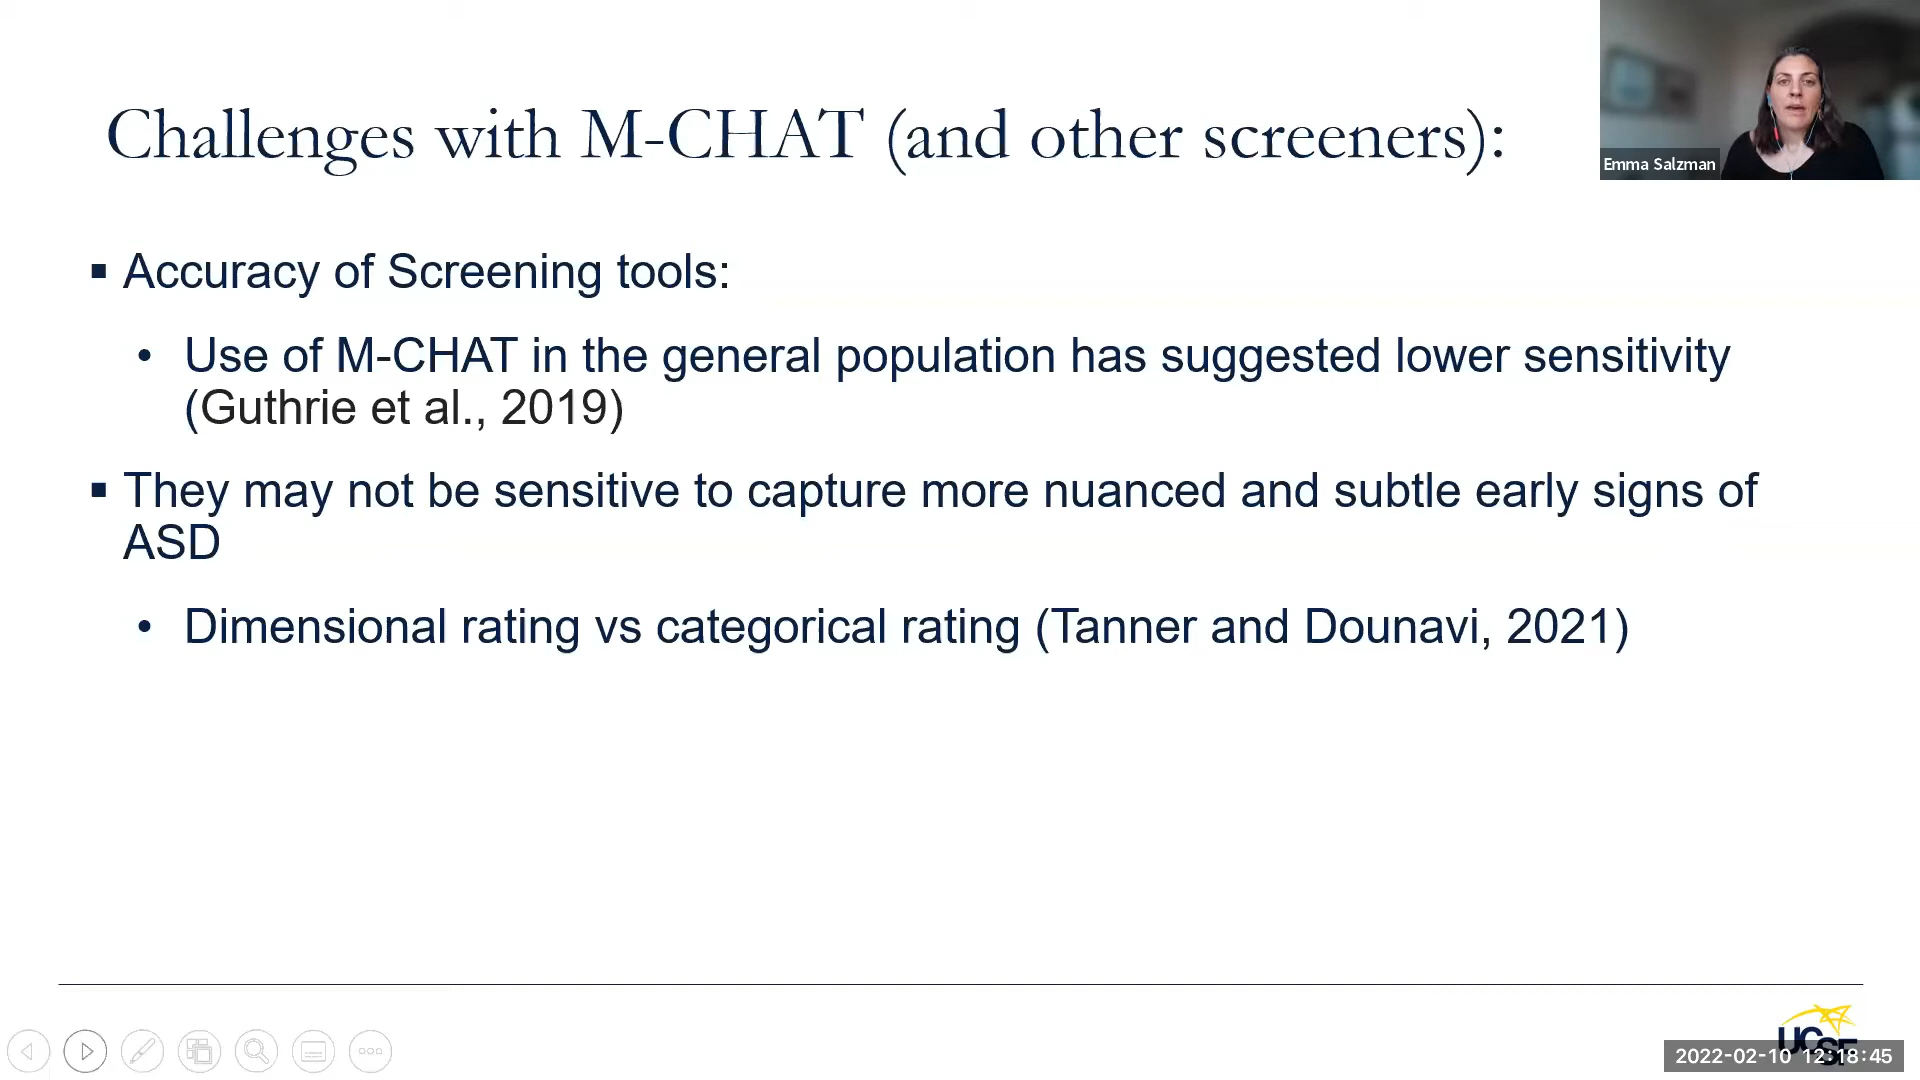 Challenges with M-CHAT (and other screeners):
Emma Salzman
▪ Accuracy of Screening tools:
• Use of M-CHAT in the general population has suggested lower sensitivity
(Guthrie et al., 2019)
▪ They may not be sensitive to capture more nuanced and subtle early signs of
ASD
• Dimensional rating vs categorical rating (Tanner and Dounavi, 2021)
UCSF
2022-02-10 12:18:45